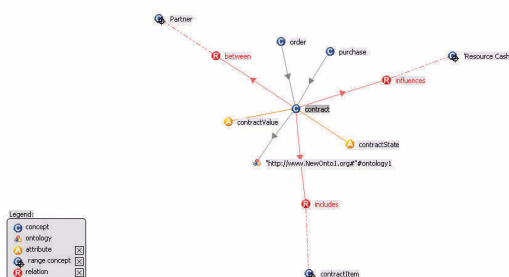 Partner
order
between
purchase
'Resource Cash
influences
contract
contractValue
contractState
"http://www.NewOnto1.org#"#ontology1
includes
contractItem
Legend:
concept
ontology
attribute
range concept
relation